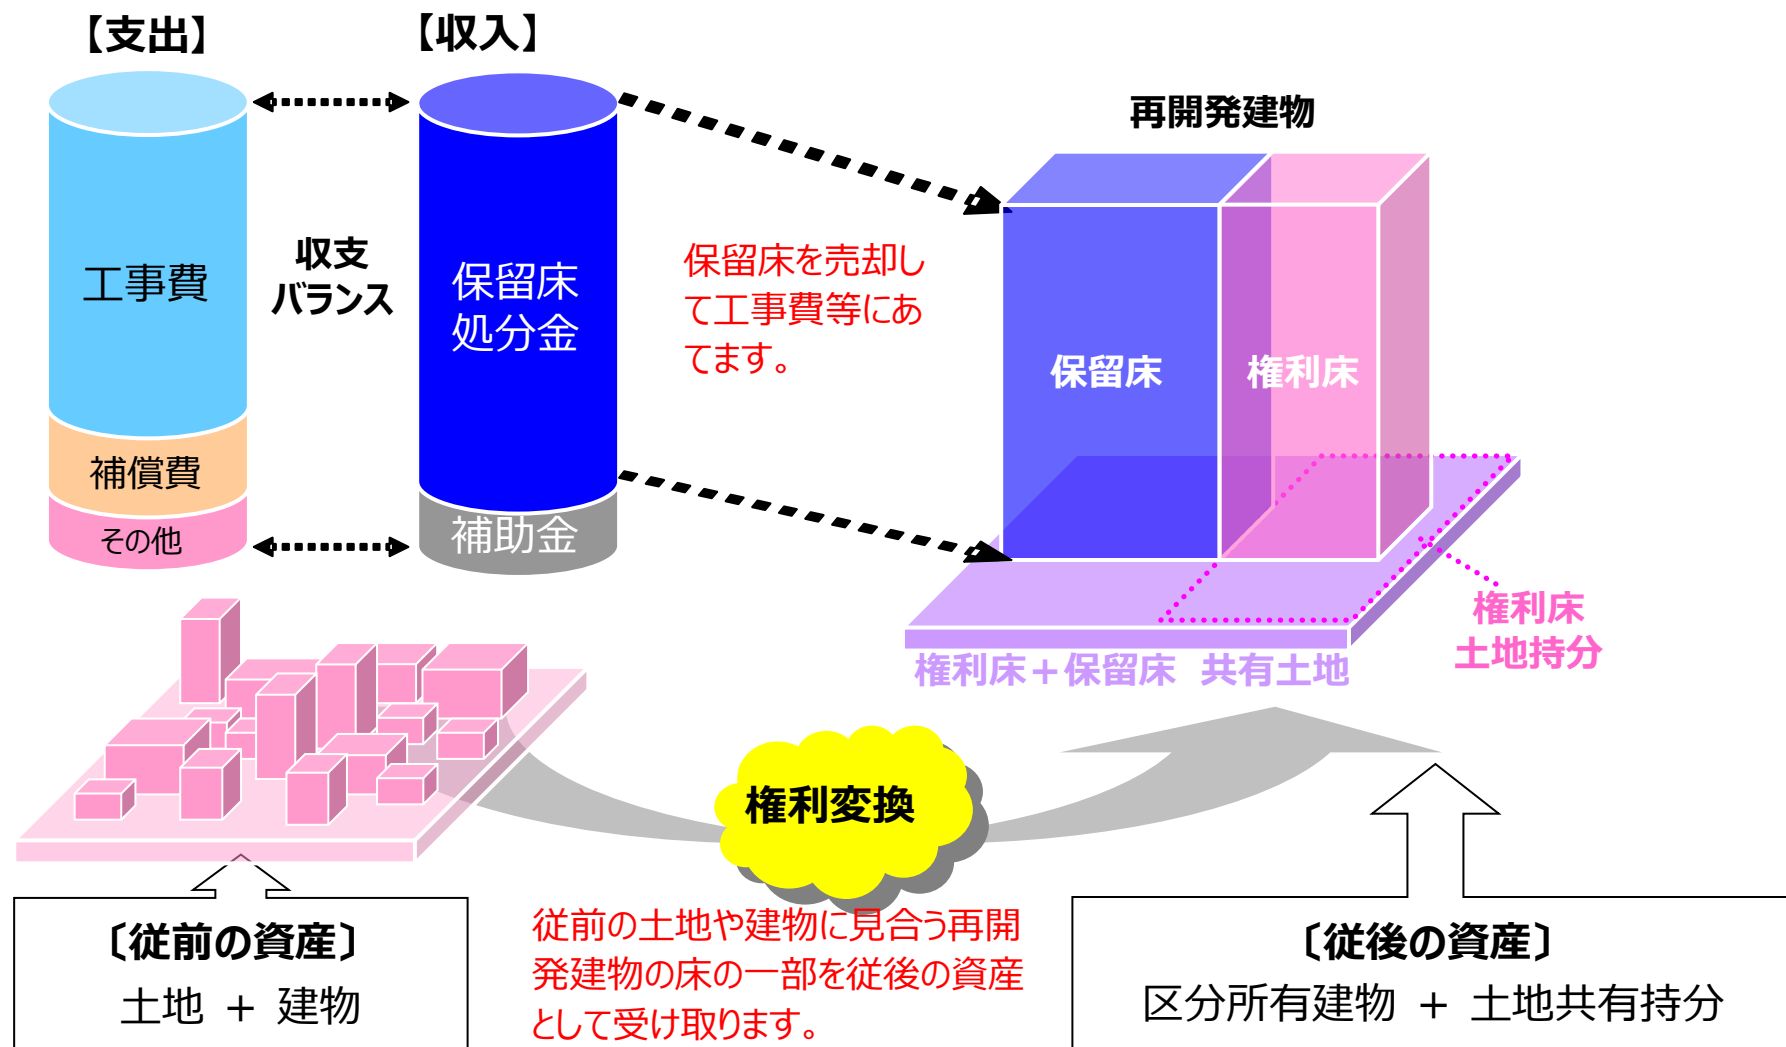 【支出】
【収入】
工事費
補償費
その他
収支
バランス
保留床
処分金
補助金
保留床を売却し
て工事費等にあ
てます。
再開発建物
保留床
権利床
権利床
土地持分
権利床+保留床 共有土地
権利変換
従前の土地や建物に見合う再開
発建物の床の一部を従後の資産
として受け取ります。
〔従前の資産〕
土地 + 建物
〔従後の資産〕
区分所有建物 + 土地共有持分